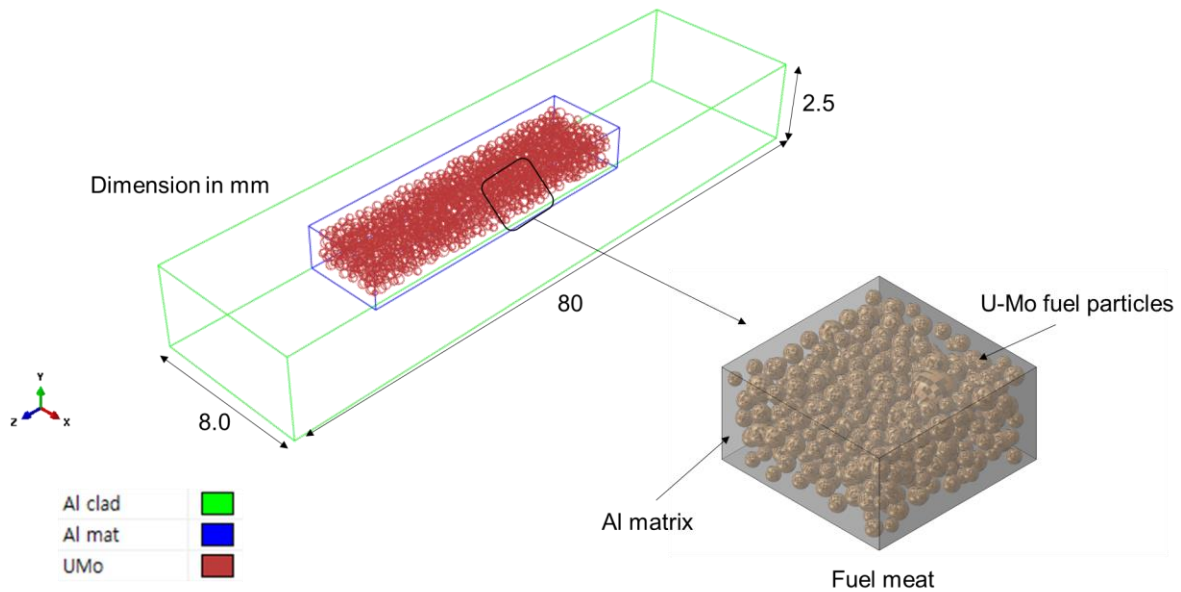 2.5
Dimension in mm
80
U-Mo fuel particles
Y
Z
X
8.0
Al clad
Al mat
UMo
Al matrix
Fuel meat